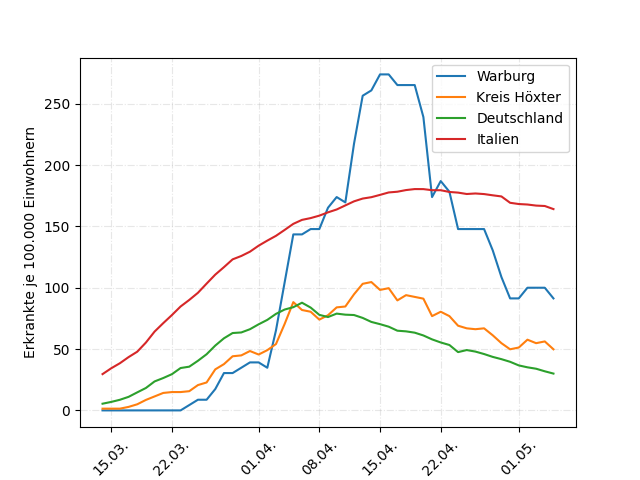 Erkrankte je 100.000 Einwohnern
250
200
150
100
50
0
Warburg
Kreis Höxter
Deutschland
Italien
15.03.
22.03.
01.04.
08.04.
15.04.
22.04.
01.05.